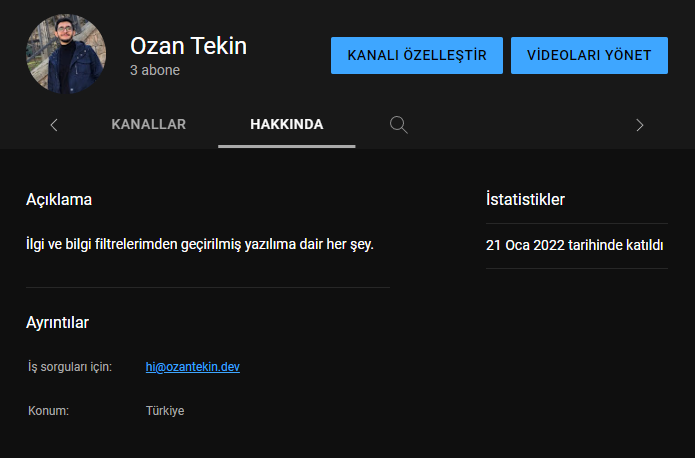 Ozan Tekin
3 abone
KANALI ÖZELLEŞTİR
VİDEOLARI YÖNET
KANALLAR
HAKKINDA
Açıklama
İlgi ve bilgi filtrelerimden geçirilmiş yazılıma dair her şey.
Ayrıntılar
İş sorguları için: hi@ozantekin.dev
Konum: Türkiye
İstatistikler
21 Oca 2022 tarihinde katıldı